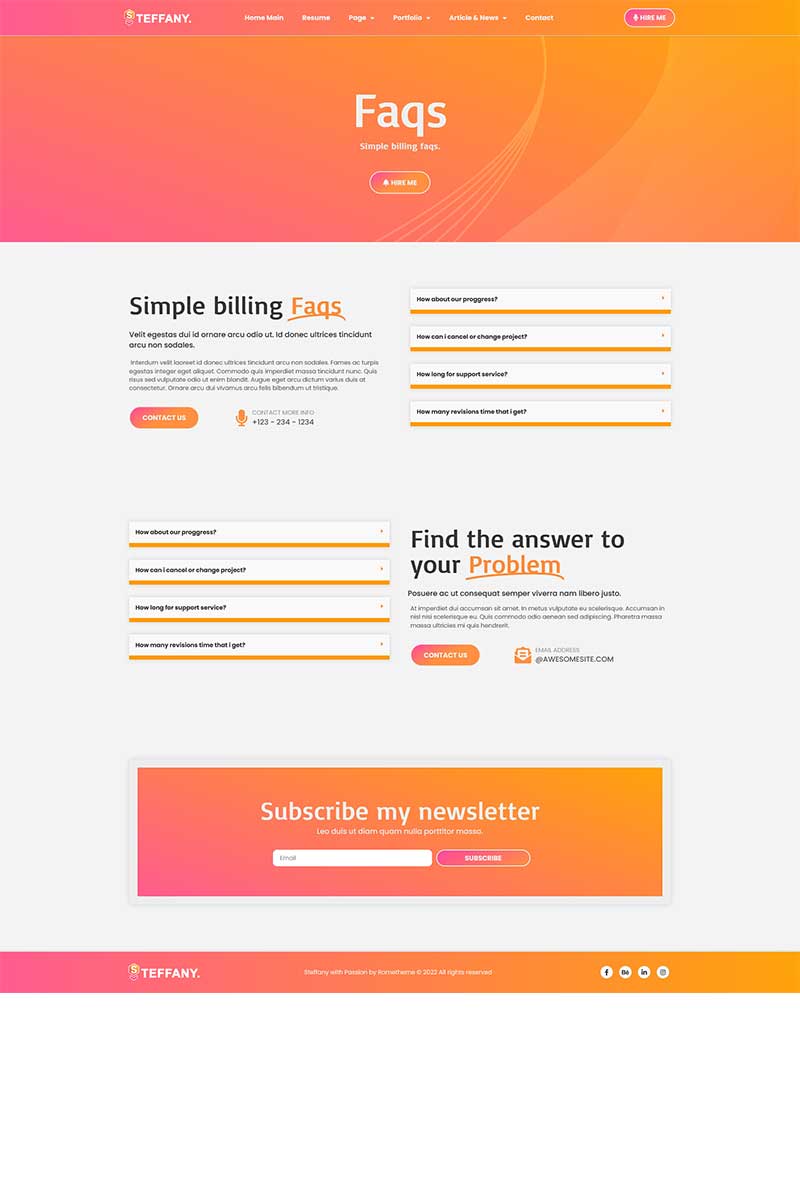 STEFFANY.
Home Main Resume Page Portfolio Article & News Contact
HIRE ME
Faqs
Simple billing faqs.
HIRE ME
Simple billing Faqs
Velit egestas dui id ornare arcu odio ut. Id donec ultrices tincidunt
arcu non sodales.
Interdum velit laoreet id donec ultrices tincidunt arcu non sodales. Fames ac turpis
egestas integer eget aliquet. Commodo quis imperdiet massa tincidunt nunc. Quis
risus sed vulputate odio ut enim blandit. Augue eget arcu dictum varius duis at
consectetur. Ornare arcu dui vivamus arcu felis bibendum ut tristique.
CONTACT US
CONTACT MORE INFO
+123 - 234 - 1234
How about our proggress?
How can i cancel or change project?
How long for support service?
How many revisions time that i get?
How about our proggress?
How can i cancel or change project?
How long for support service?
How many revisions time that i get?
Find the answer to
your Problem
Posuere ac ut consequat semper viverra nam libero justo.
At imperdiet dui accumsan sit amet. In metus vulputate eu scelerisque. Accumsan in
nisl nisi scelerisque eu. Quis commodo odio aenean sed adipiscing. Pharetra massa
massa ultricies mi quis hendrerit.
CONTACT US
EMAIL ADDRESS
@AWESOMESITE.COM
Subscribe my newsletter
Leo duis ut diam quam nulla porttitor massa.
Email
SUBSCRIBE
STEFFANY.
Steffany with Passion by Rometheme © 2022 All rights reserved